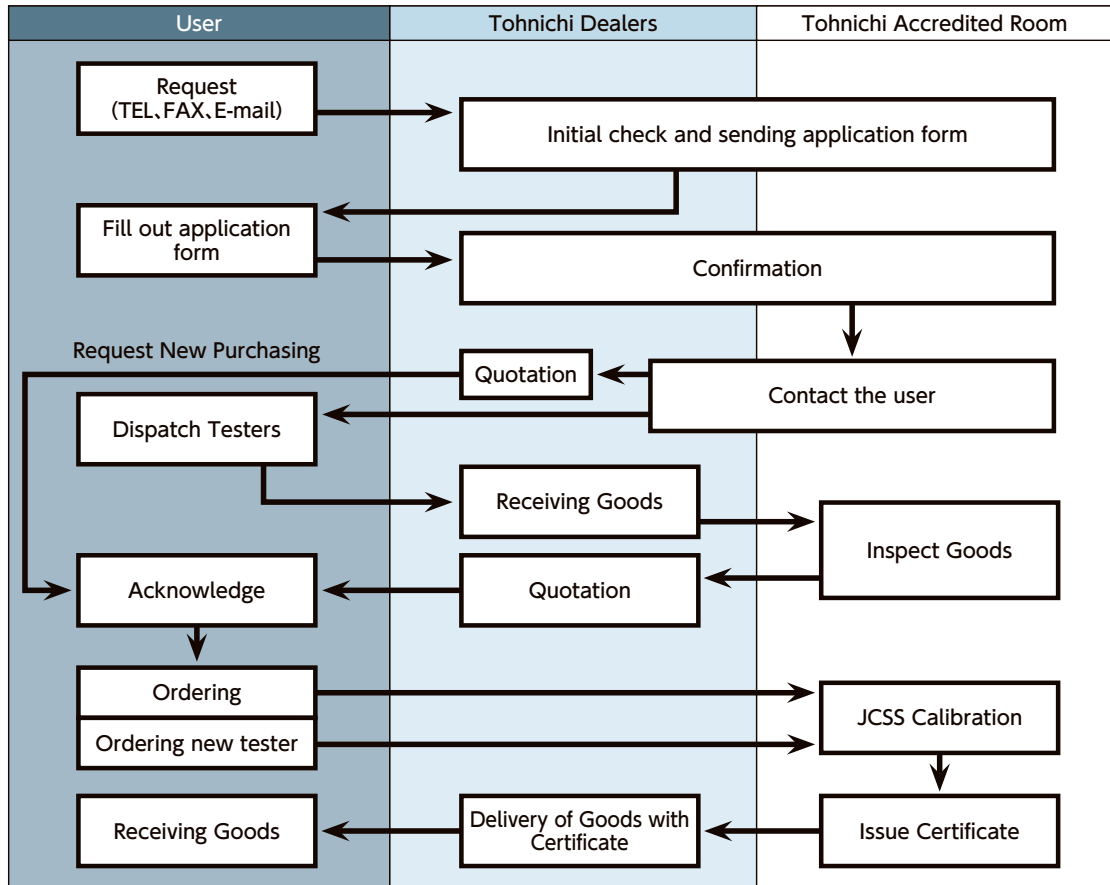 User
Tohnichi Dealers
Tohnichi Accredited Room
Request
(TEL、FAX、E-mail)
Initial check and sending application form
Fill out application
form
Confirmation
Request New Purchasing
Quotation
Contact the user
Dispatch Testers
Receiving Goods
Inspect Goods
Acknowledge
Quotation
Ordering
JCSS Calibration
Ordering new tester
Receiving Goods
Delivery of Goods with
Certificate
Issue Certificate